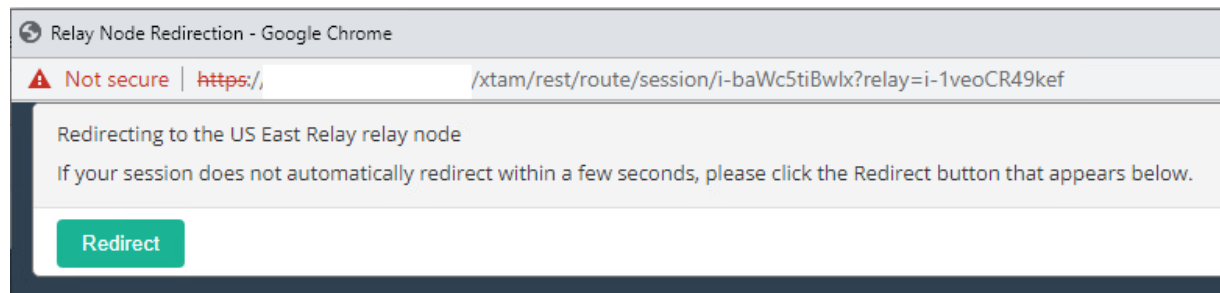 Relay Node Redirection - Google Chrome
Not secure | https:// /xtam/rest/route/session/i-baWc5tiBwlx?relay=i-1veoCR49kef
Redirecting to the US East Relay relay node
If your session does not automatically redirect within a few seconds, please click the Redirect button that appears below.
Redirect